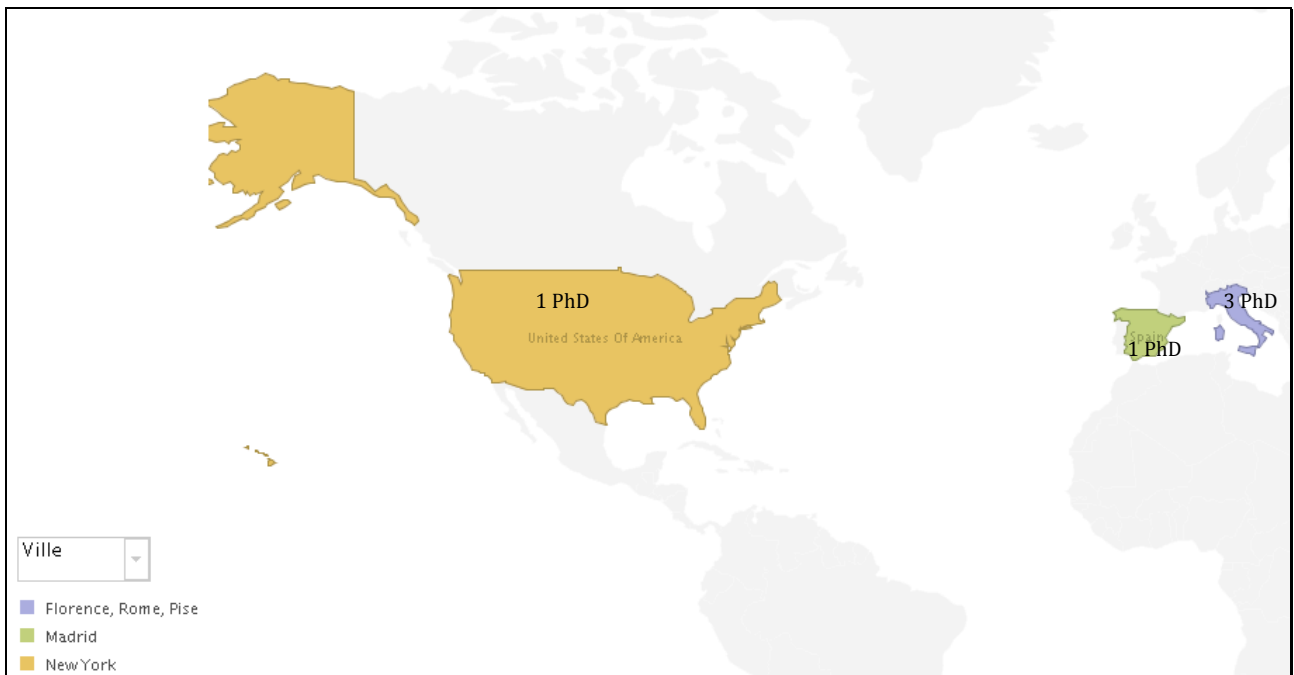 1 PhD
United States Of America
3 PhD
Spain
1 PhD
Ville
Florence, Rome, Pise
Madrid
New York